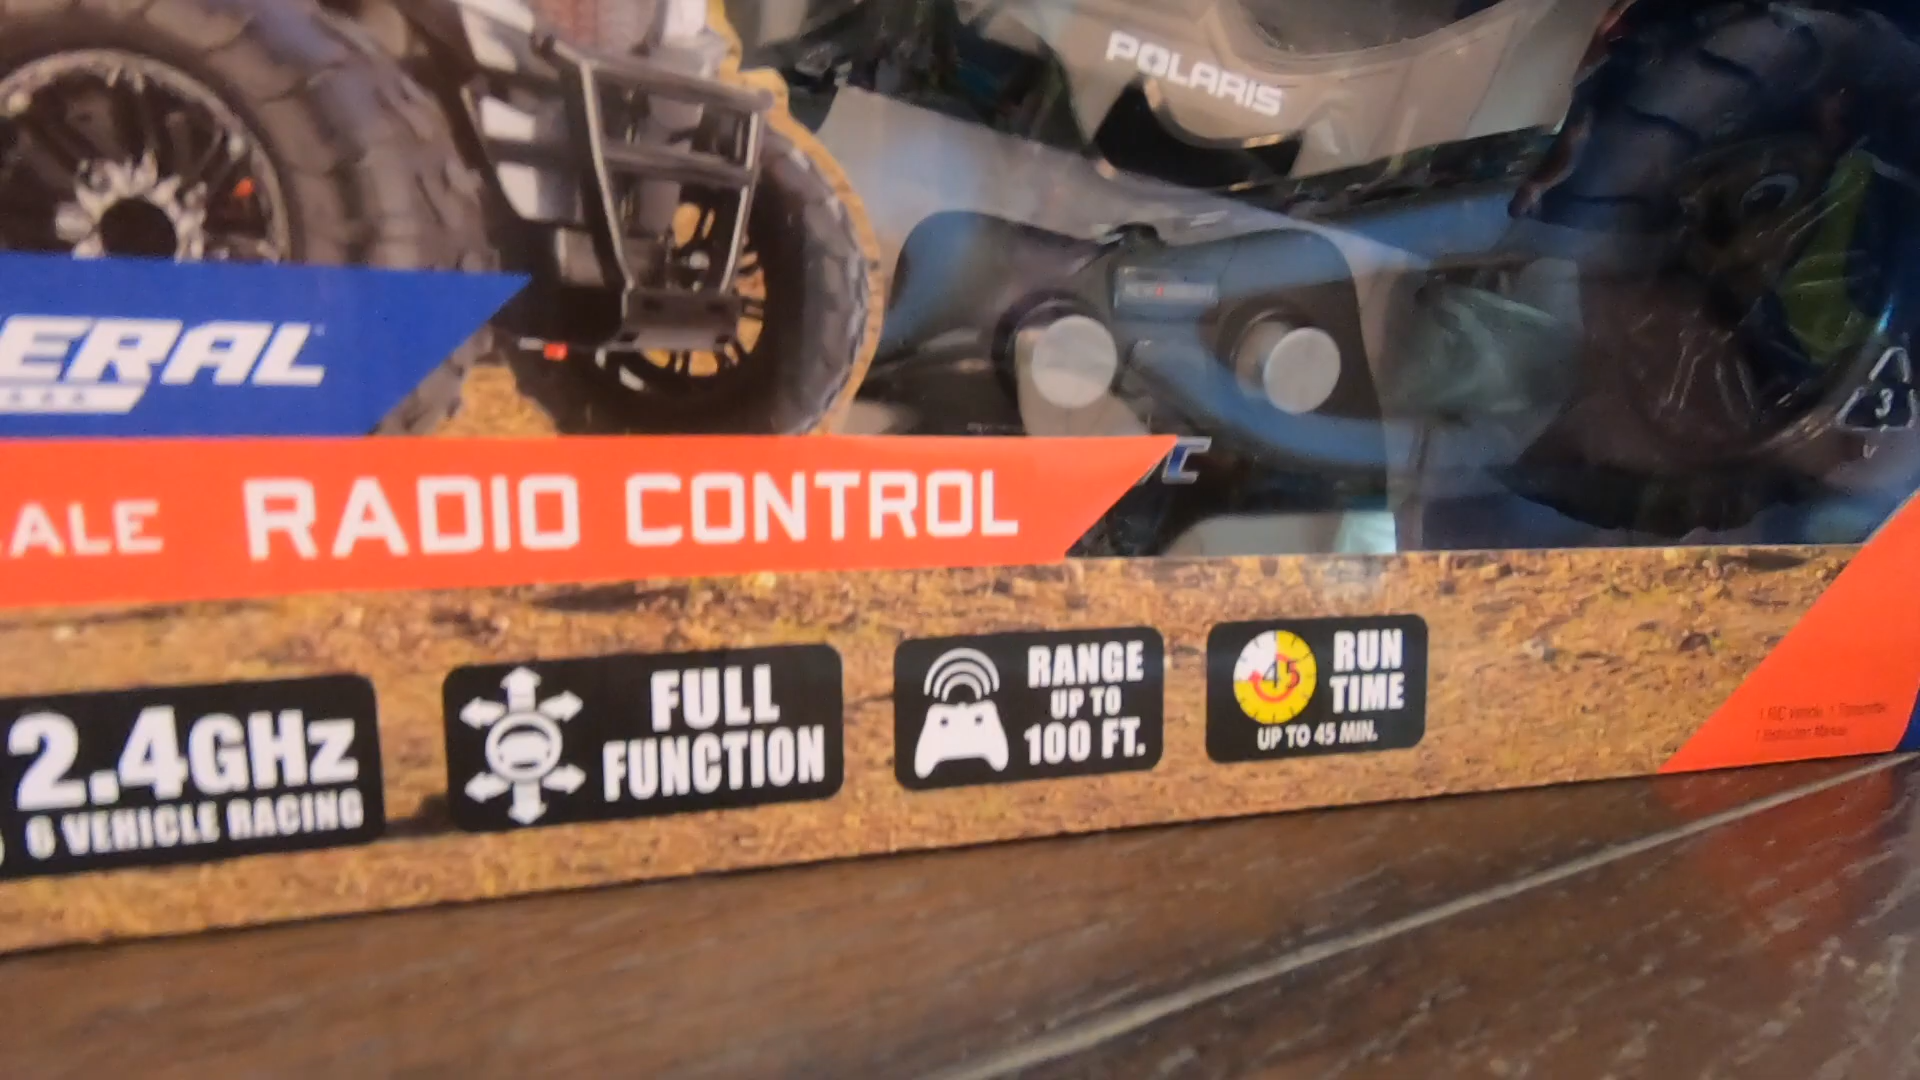 POLARIS
ERAL
ALE RADIO CONTROL
2.4GHz
6 VEHICLE RACING
FULL
FUNCTION
RANGE
UP TO
100 FT.
45
RUN
TIME
UP TO 45 MIN.
3
V